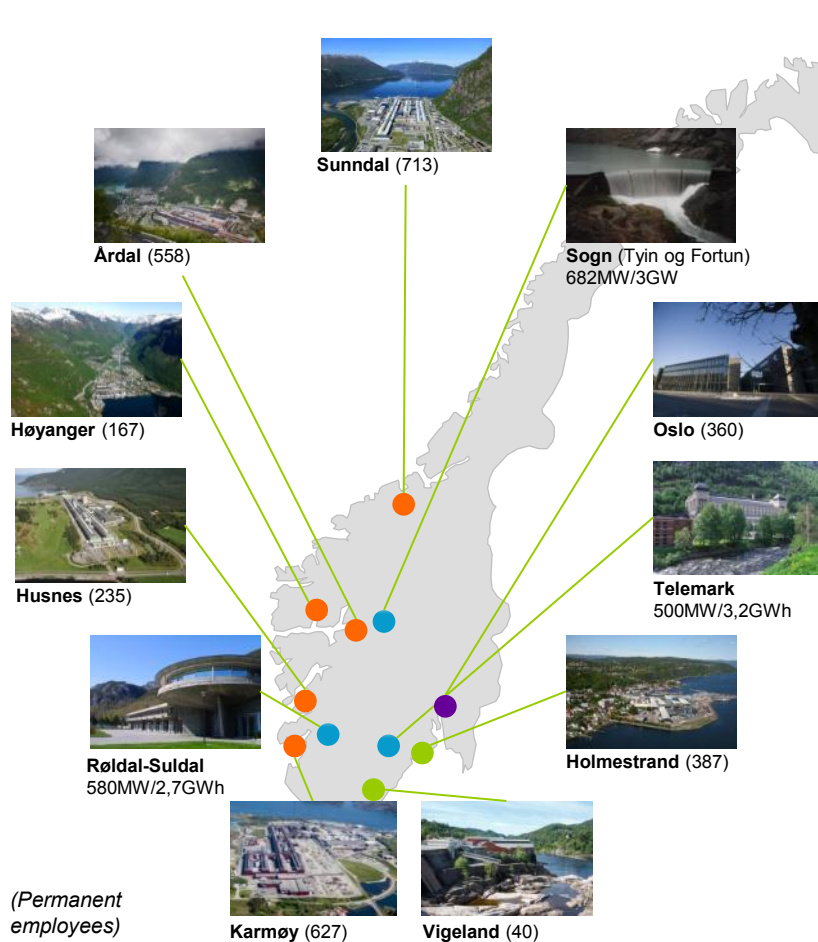 Sunndal (713)
Årdal (558)
Sogn (Tyin og Fortun)
682MW/3GW
Høyanger (167)
Oslo (360)
Husnes (235)
Telemark
500MW/3,2GWh
Røldal-Suldal
580MW/2,7GWh
Holmestrand (387)
(Permanent
employees)
Karmøy (627)
Vigeland (40)